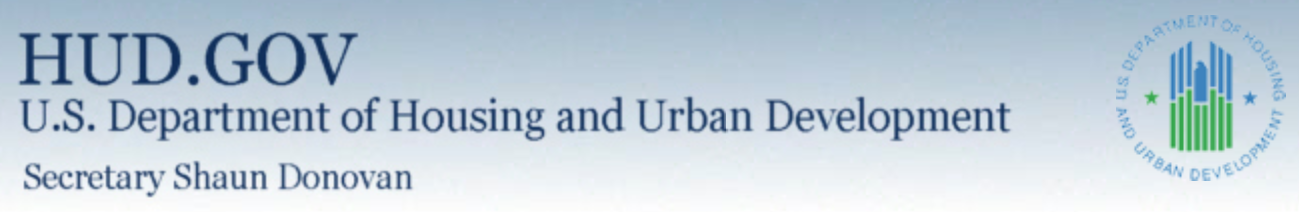 HUD.GOV
U.S. Department of Housing and Urban Development
Secretary Shaun Donovan
U.S. DEPARTMENT OF HOUSING
AND URBAN DEVELOPMENT